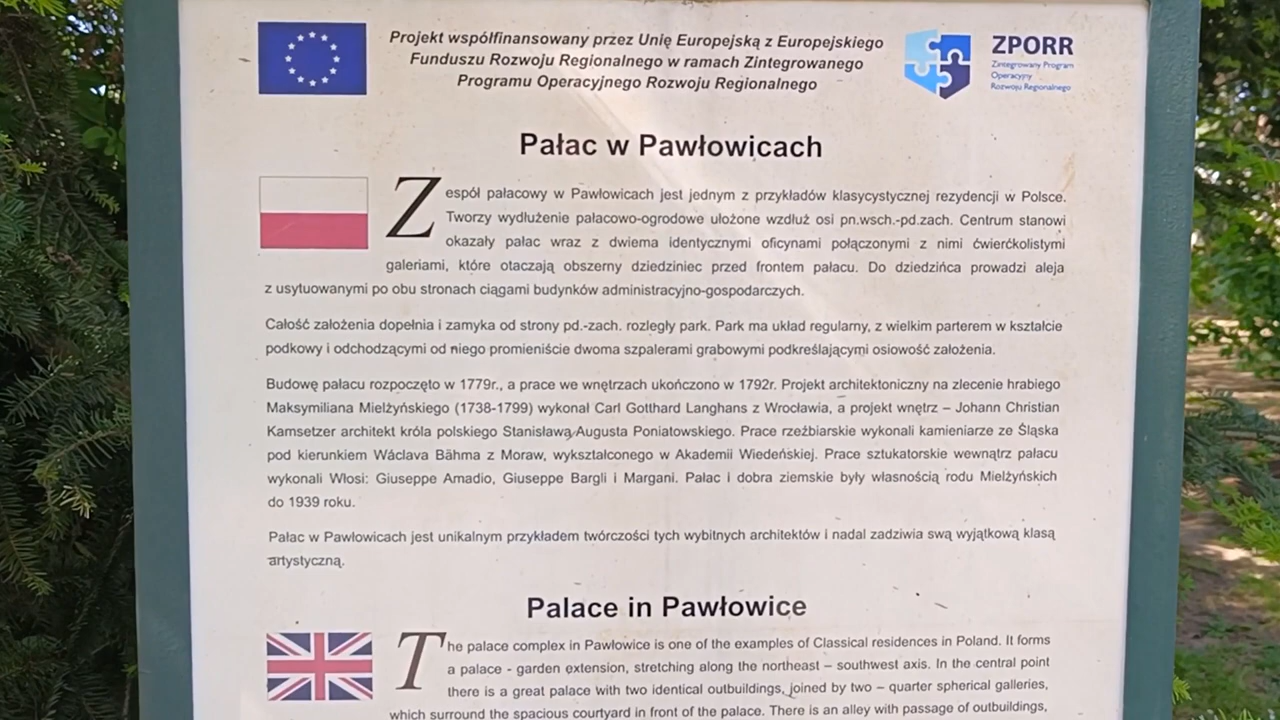 Projekt współfinansowany przez Unię Europejską z Europejskiego
Funduszu Rozwoju Regionalnego w ramach Zintegrowanego
Programu Operacyjnego Rozwoju Regionalnego
ZPORR
Zintegrowany Program
Operacyjny
Rozwoju Regionalnego
Pałac w Pawłowicach
Zespół pałacowy w Pawłowicach jest jednym z przykładów klasycystycznej rezydencji w Polsce.
Tworzy wydłużenie pałacowo-ogrodowe ułożone wzdłuż osi pn.wsch.-pd.zach. Centrum stanowi
okazały pałac wraz z dwiema identycznymi oficynami połączonymi z nimi ćwierćkolistymi
galeriami, które otaczają obszerny dziedziniec przed frontem pałacu. Do dziedzińca prowadzi aleja
z usytuowanymi po obu stronach ciągami budynków administracyjno-gospodarczych.
Całość założenia dopełnia i zamyka od strony pd.-zach. rozległy park. Park ma układ regularny, z wielkim parterem w kształcie
podkowy i odchodzącymi od niego promieniście dwoma szpalerami grabowymi podkreślającymi osiowość założenia.
Budowę pałacu rozpoczęto w 1779r., a prace we wnętrzach ukończono w 1792r. Projekt architektoniczny na zlecenie hrabiego
Maksymiliana Mielżyńskiego (1738-1799) wykonał Carl Gotthard Langhans z Wrocławia, a projekt wnętrz – Johann Christian
Kamsetzer architekt króla polskiego Stanisława Augusta Poniatowskiego. Prace rzeźbiarskie wykonali kamieniarze ze Śląska
pod kierunkiem Wáclava Bähma z Moraw, wykształconego w Akademii Wiedeńskiej. Prace sztukatorskie wewnątrz pałacu
wykonali Włosi: Giuseppe Amadio, Giuseppe Bargli i Margani. Pałac i dobra ziemskie były własnością rodu Mielżyńskich
do 1939 roku.
Pałac w Pawłowicach jest unikalnym przykładem twórczości tych wybitnych architektów i nadal zadziwia swą wyjątkową klasą
artystyczną.
Palace in Pawłowice
The palace complex in Pawłowice is one of the examples of Classical residences in Poland. It forms
a palace - garden extension, stretching along the northeast – southwest axis. In the central point
there is a great palace with two identical outbuildings, joined by two – quarter spherical galleries,
which surround the spacious courtyard in front of the palace. There is an alley with passage of outbuildings,